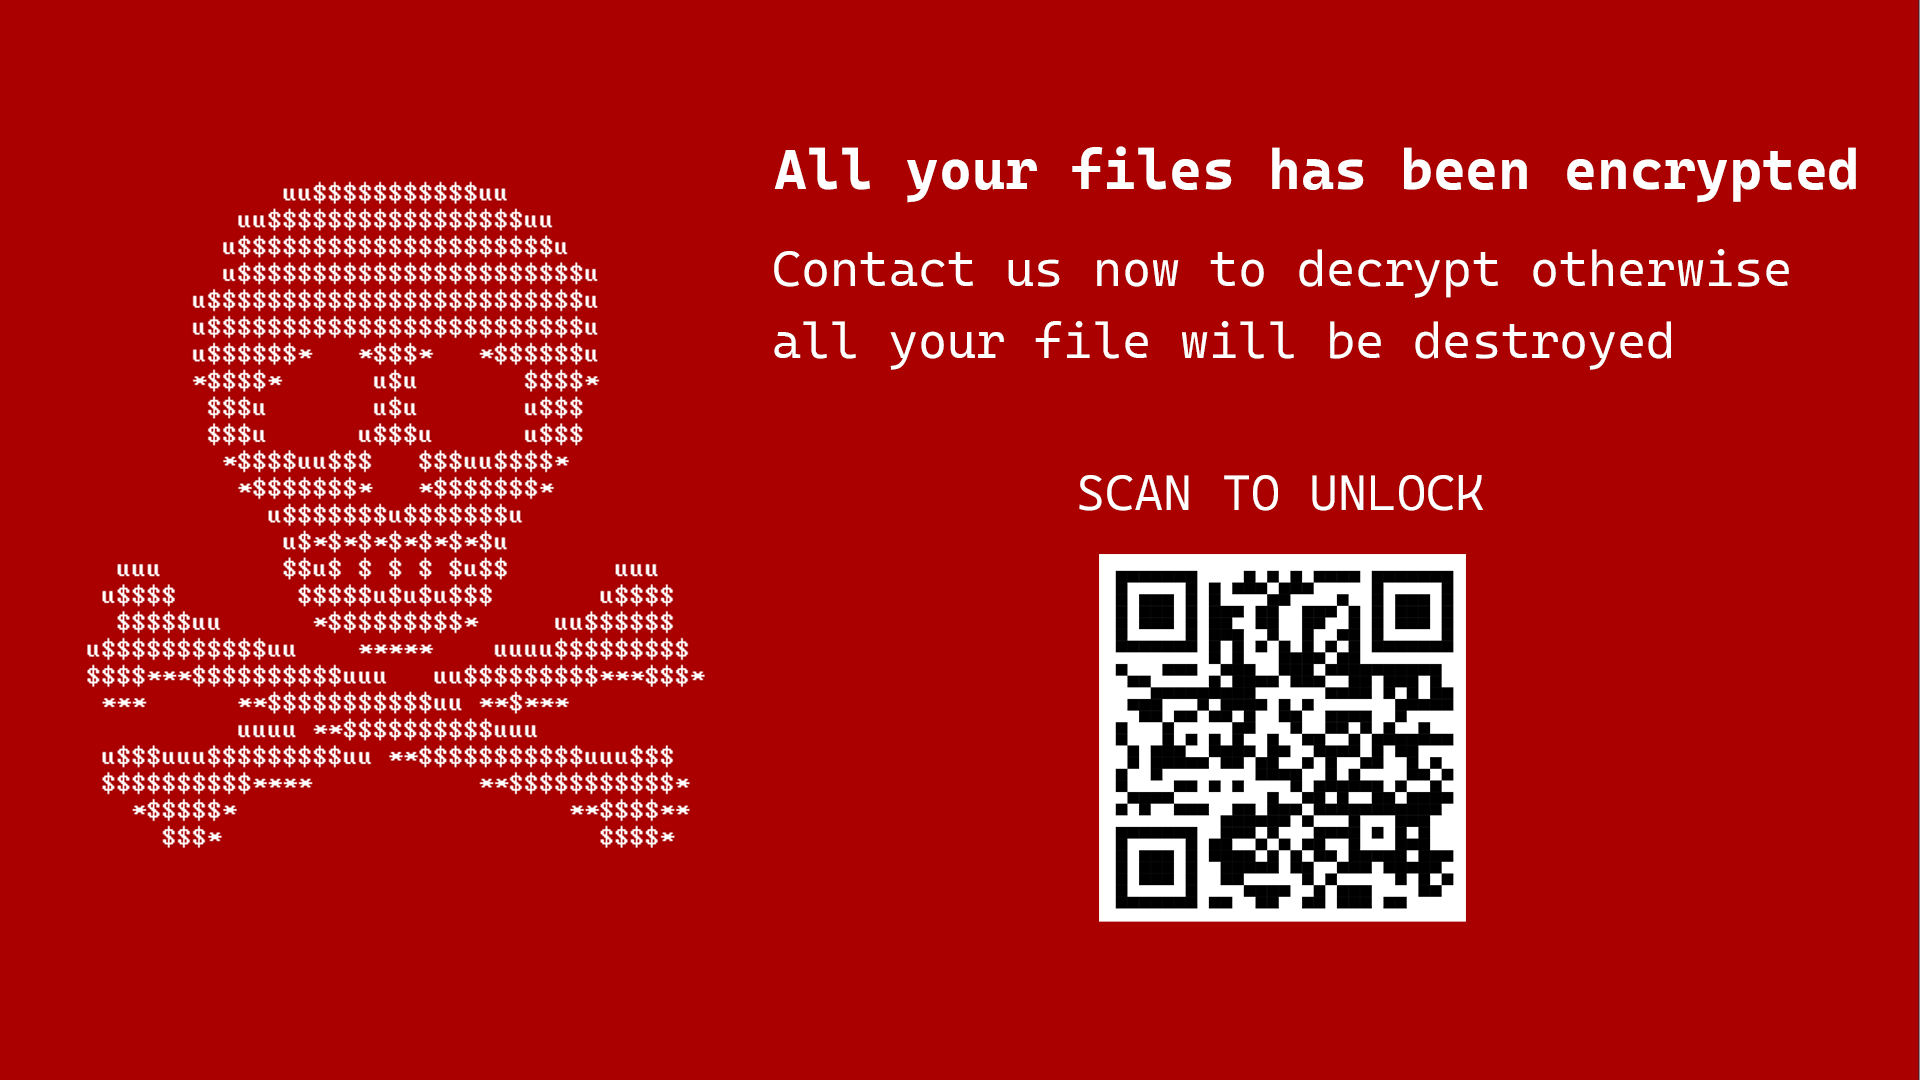 All your files has been encrypted
Contact us now to decrypt otherwise
all your file will be destroyed
SCAN TO UNLOCK